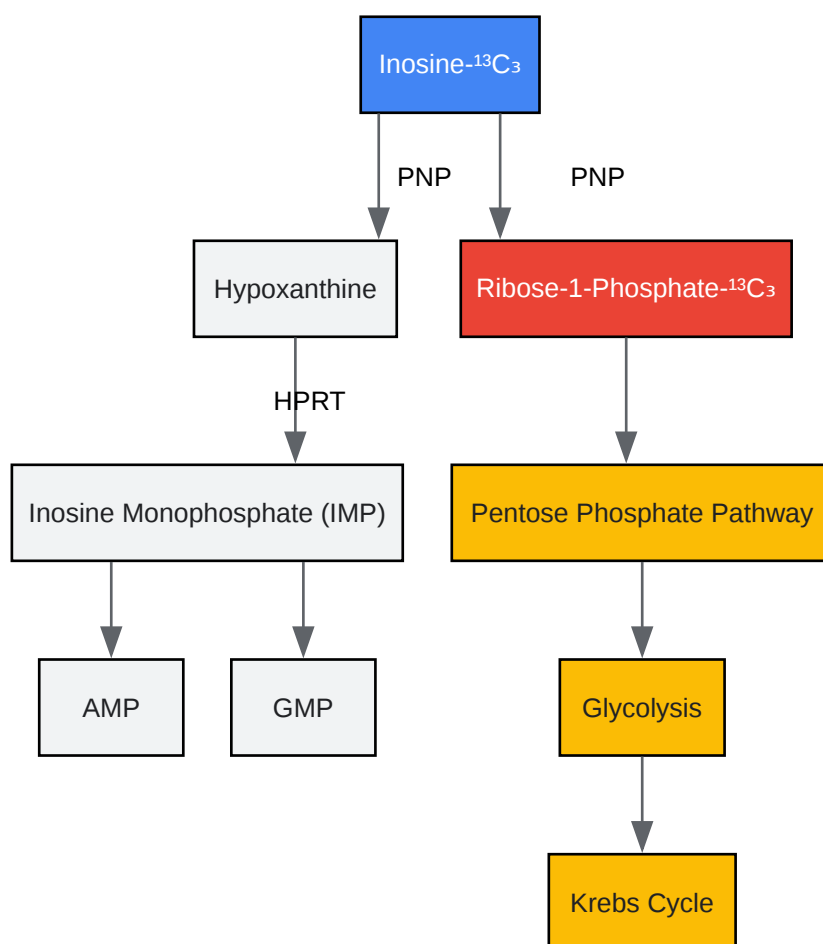 Inosine-¹³C₃
PNP
PNP
Hypoxanthine
Ribose-1-Phosphate-¹³C₃
HPRT
Inosine Monophosphate (IMP)
Pentose Phosphate Pathway
AMP
GMP
Glycolysis
Krebs Cycle